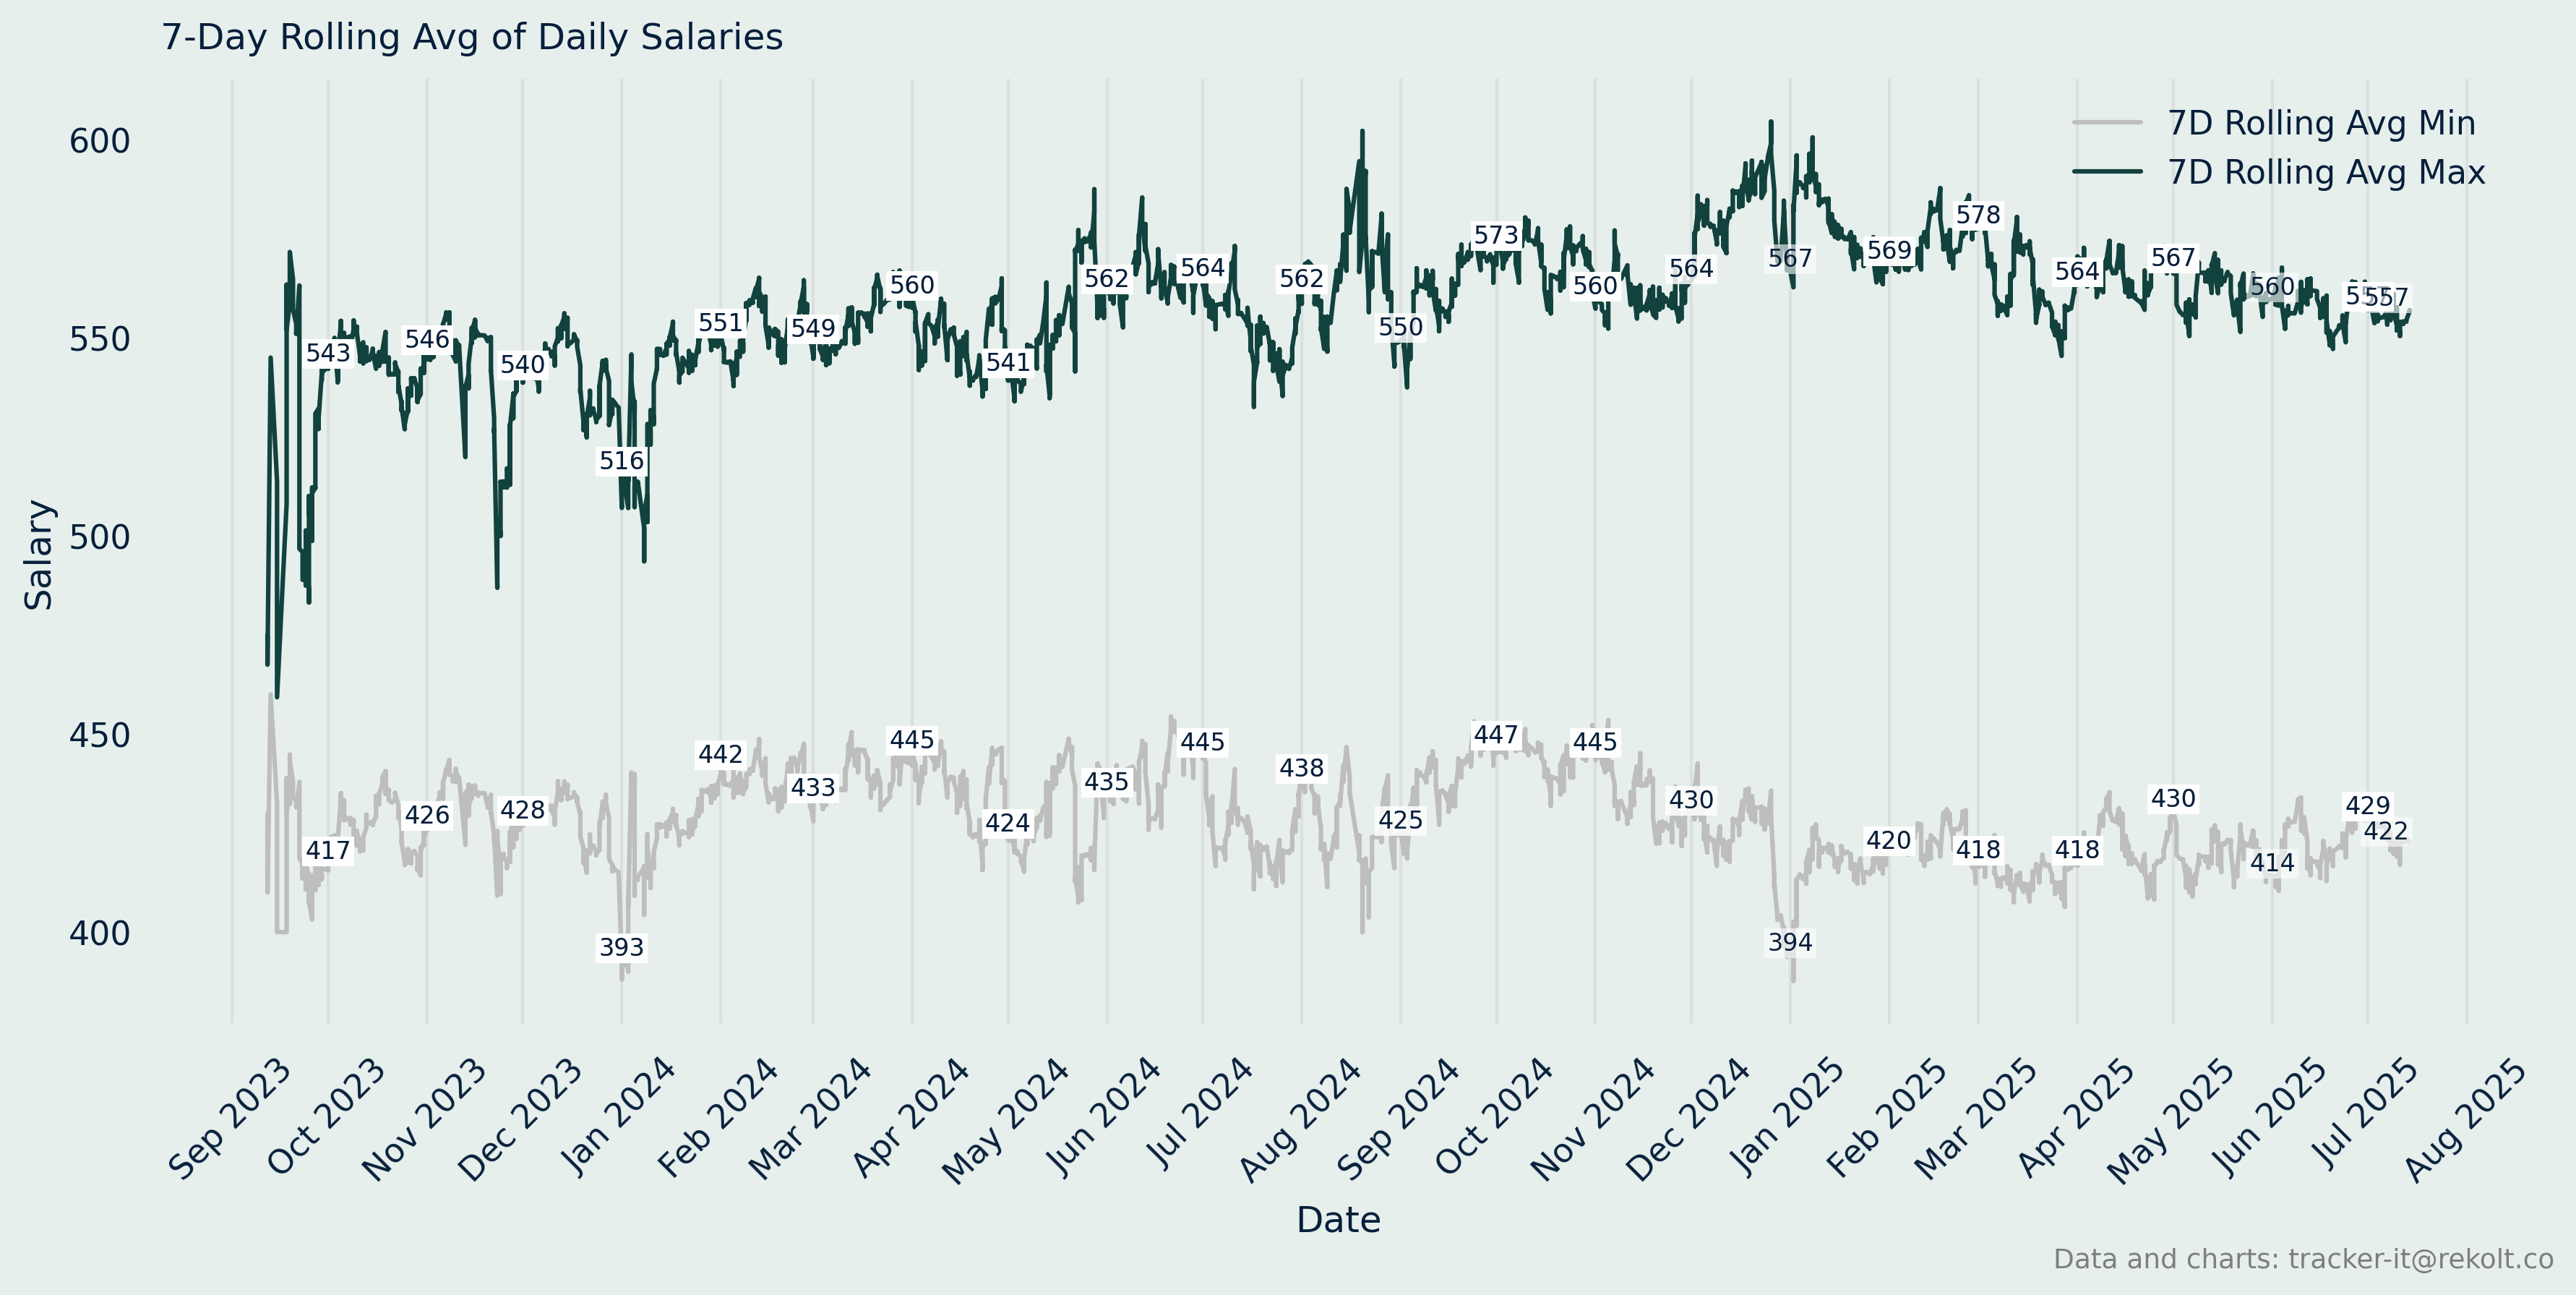 7-Day Rolling Avg of Daily Salaries
7D Rolling Avg Min
7D Rolling Avg Max
Salary
600
550
500
450
400
543
546
540
516
551
549
560
541
562
564
562
550
573
560
564
567
569
578
564
567
560
557
417
426
428
393
442
433
445
424
435
445
438
425
447
445
430
394
420
418
418
430
414
429
422
Sep 2023
Oct 2023
Nov 2023
Dec 2023
Jan 2024
Feb 2024
Mar 2024
Apr 2024
May 2024
Jun 2024
Jul 2024
Aug 2024
Sep 2024
Oct 2024
Nov 2024
Dec 2024
Jan 2025
Feb 2025
Mar 2025
Apr 2025
May 2025
Jun 2025
Jul 2025
Aug 2025
Date
Data and charts: tracker-it@rekolt.co